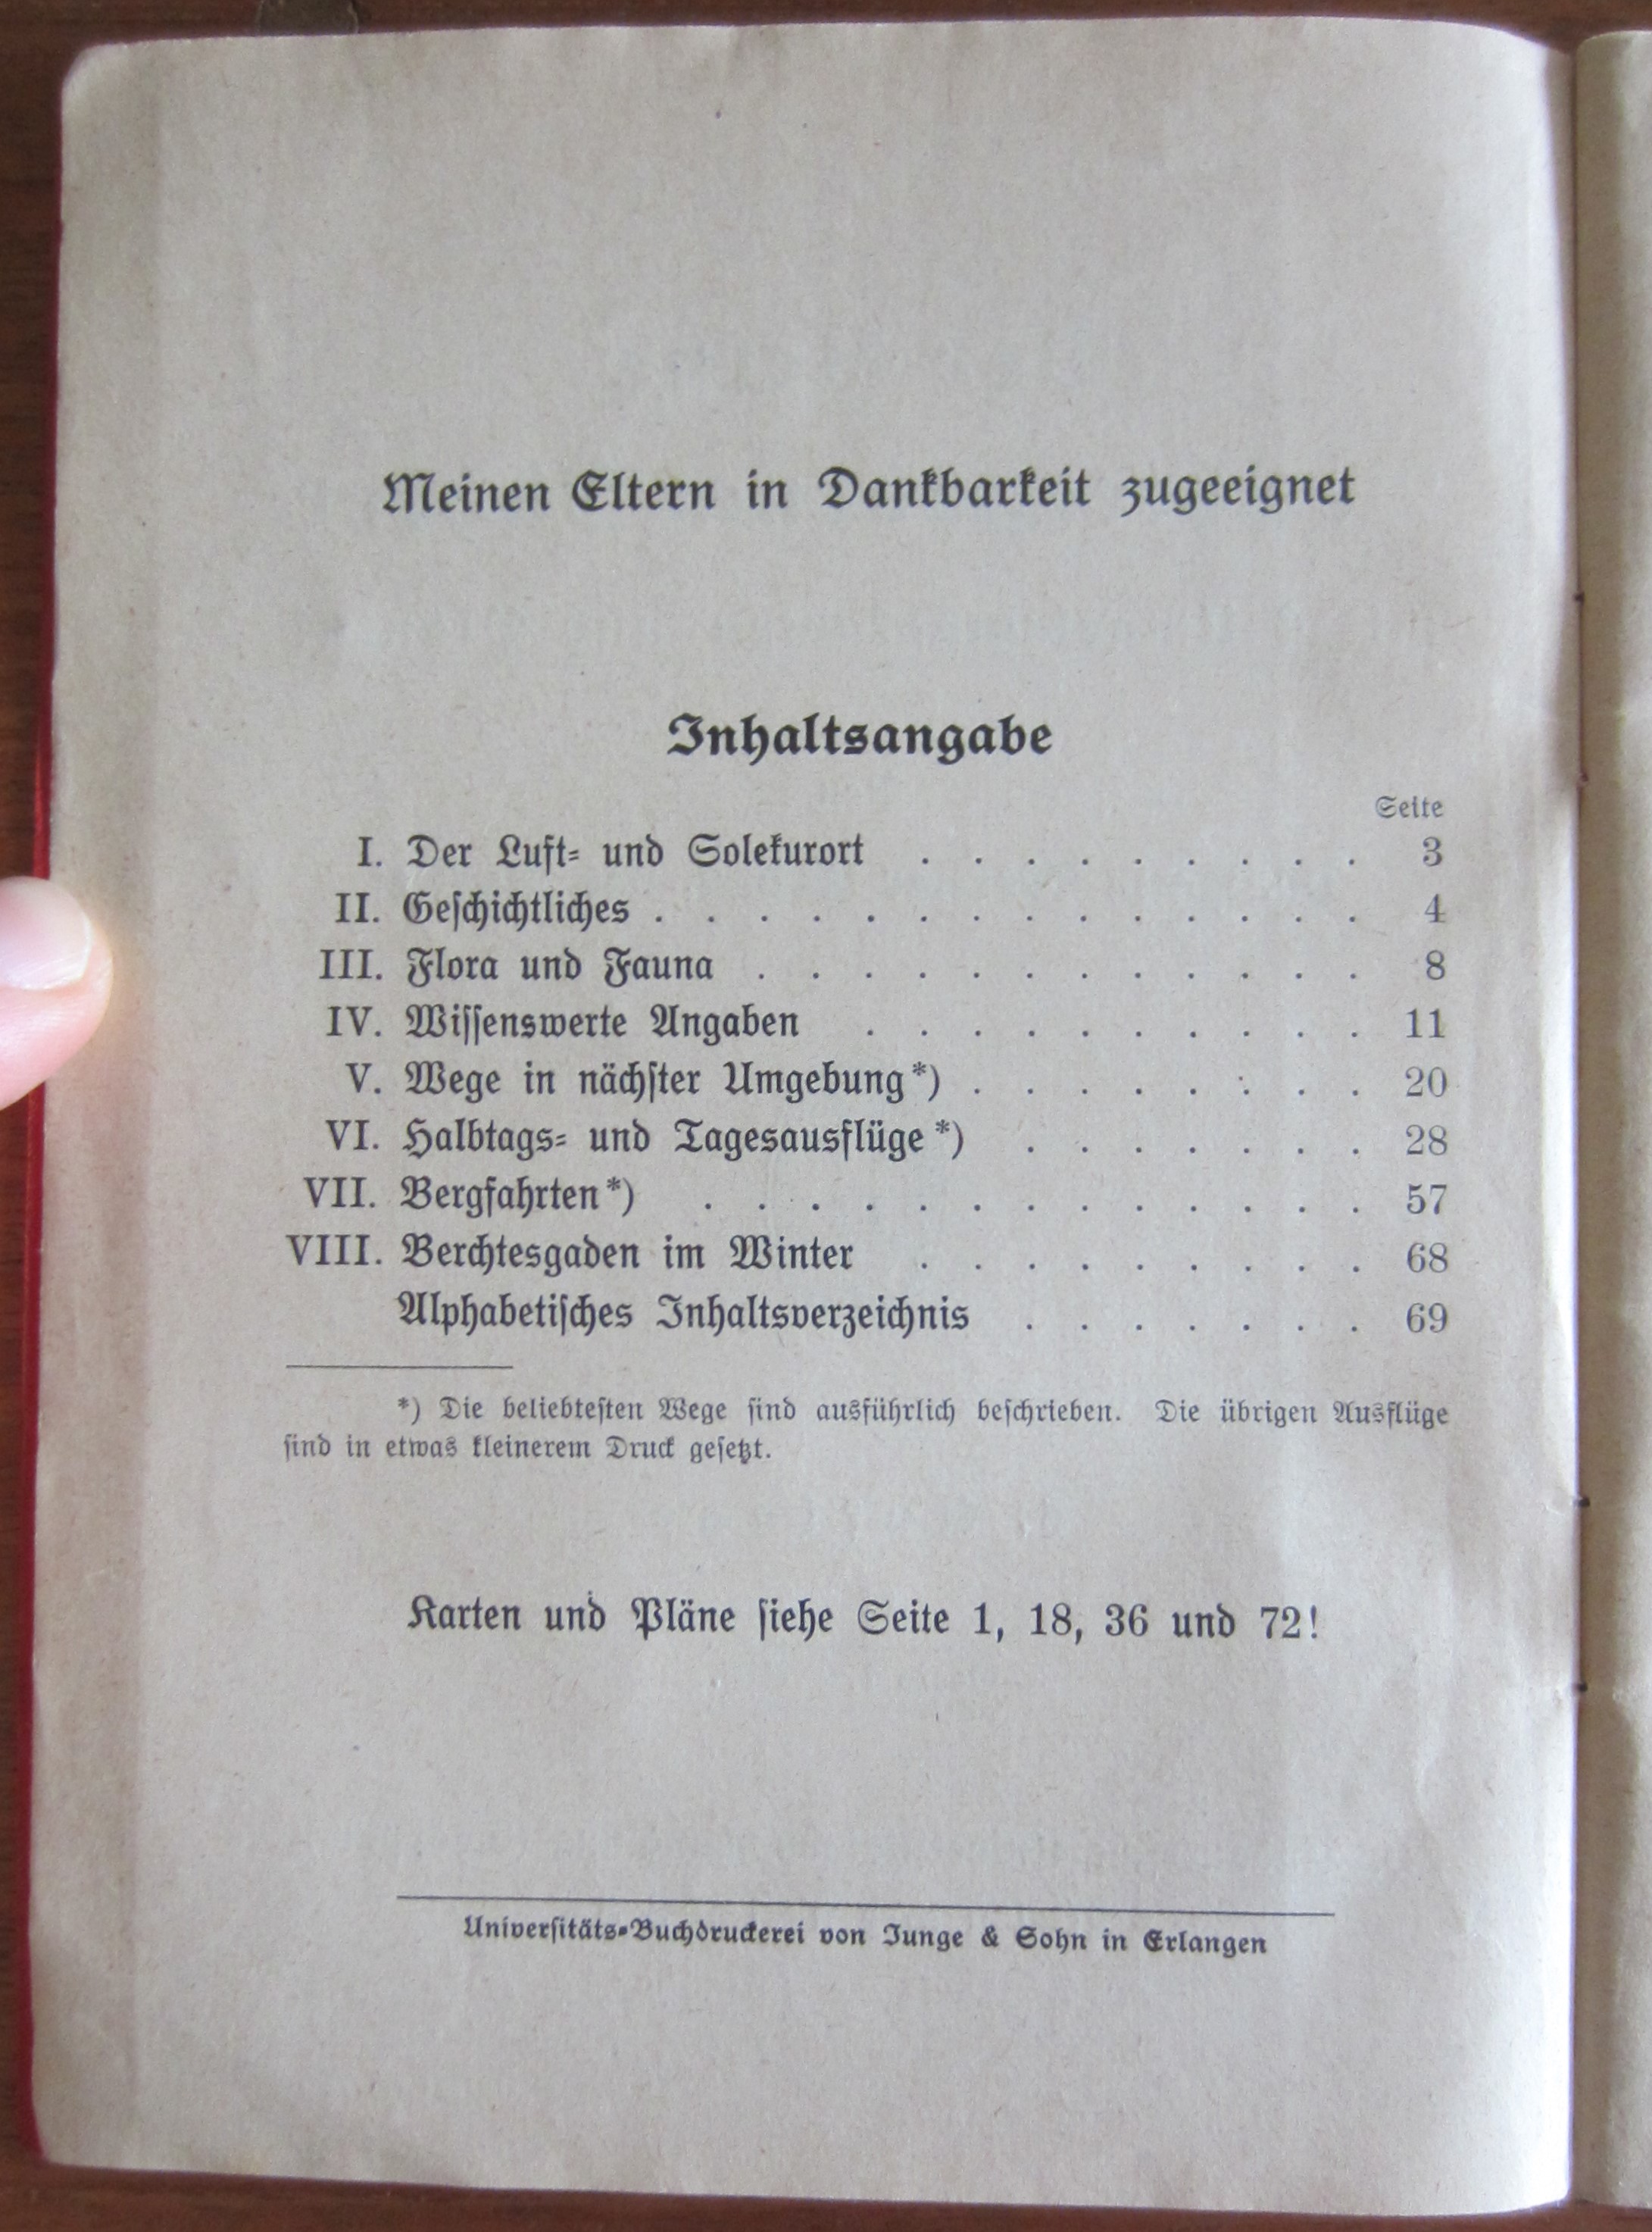 Meinen Eltern in Dankbarkeit zugeeignet
Inhaltsangabe
Seite
I. Der Luft- und Solekurort . . . . . . . . . 3
II. Geſchichtliches . . . . . . . . . . . . . . 4
III. Flora und Fauna . . . . . . . . . . . . 8
IV. Wiſſenswerte Angaben . . . . . . . . . . 11
V. Wege in nächſter Umgebung*) . . . . . . . . 20
VI. Halbtags- und Tagesausflüge*) . . . . . . . 28
VII. Bergfahrten*) . . . . . . . . . . . . . 57
VIII. Berchtesgaden im Winter . . . . . . . . . 68
Alphabetiſches Inhaltsverzeichnis . . . . . . . 69
*) Die beliebteſten Wege ſind ausführlich beſchrieben. Die übrigen Ausflüge
ſind in etwas kleinerem Druck geſetzt.
Karten und Pläne ſiehe Seite 1, 18, 36 und 72!
Univerſitäts-Buchdruckerei von Junge & Sohn in Erlangen